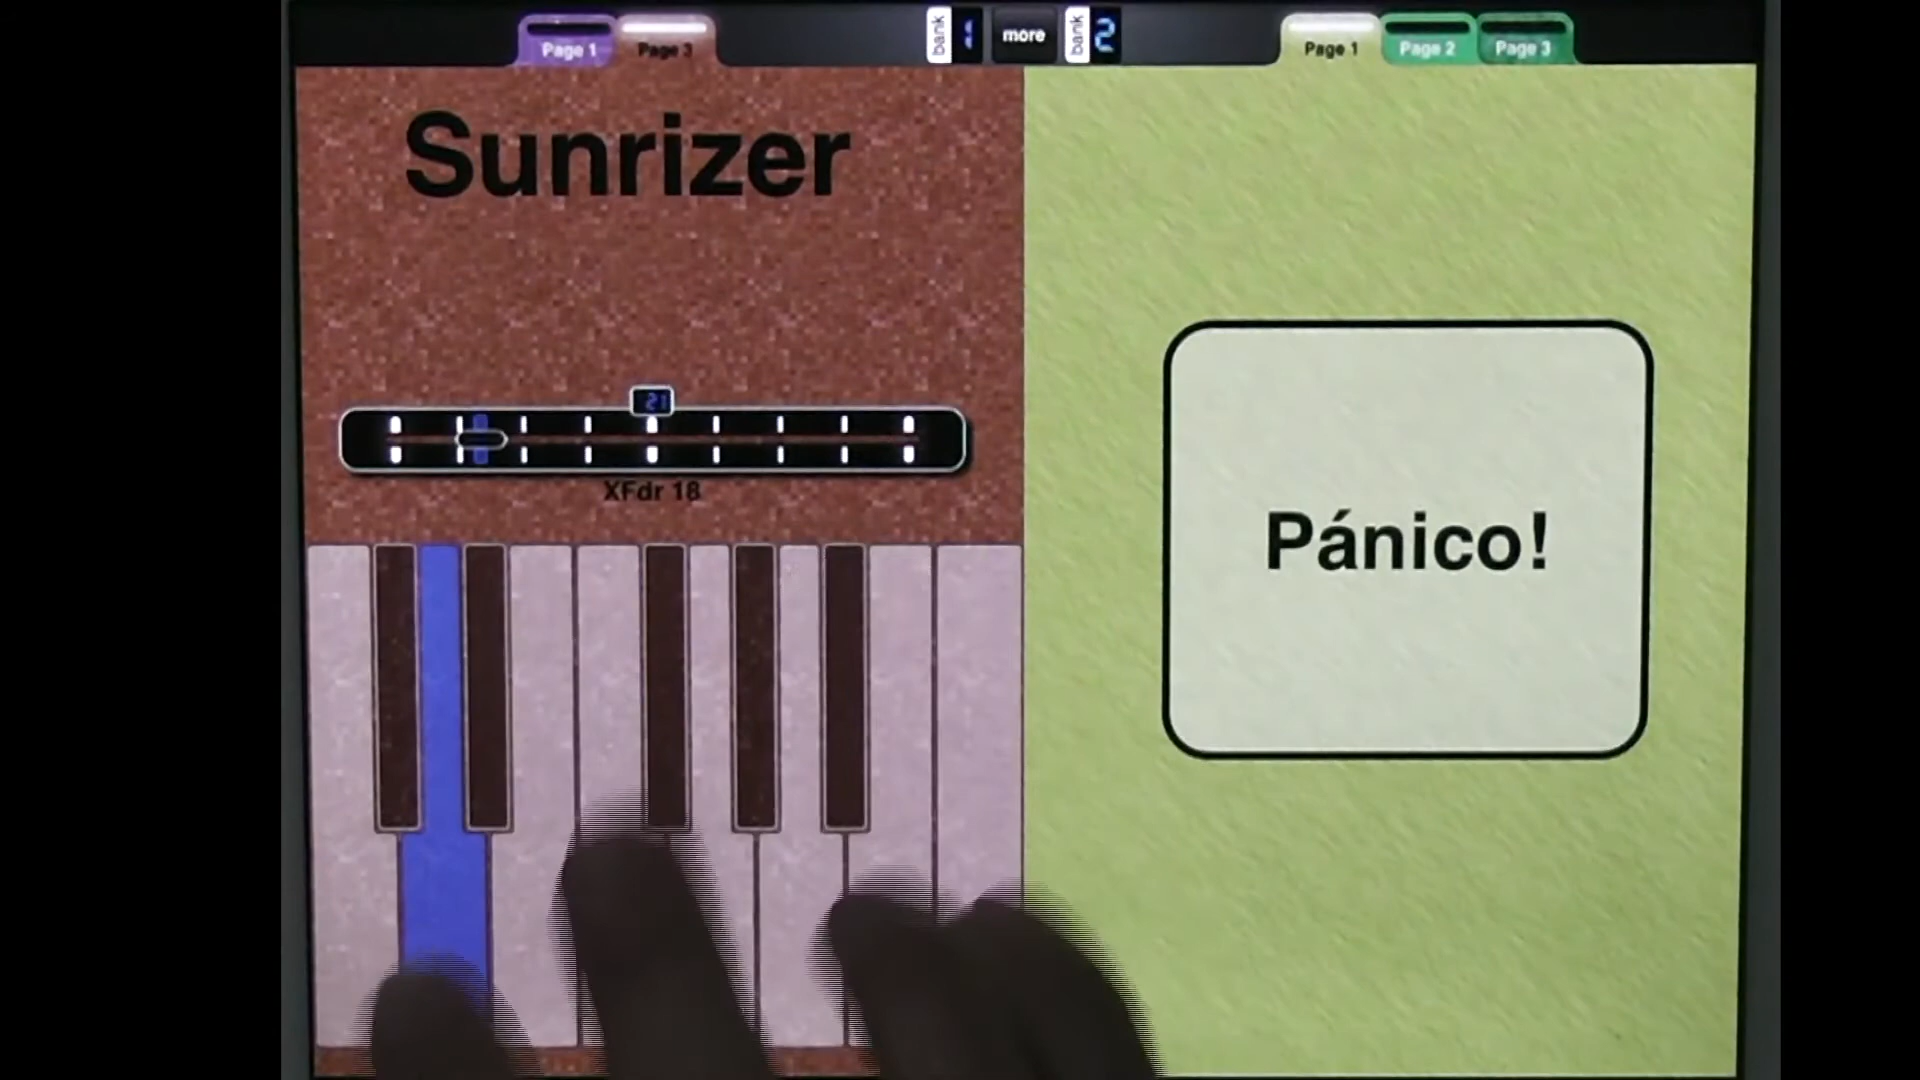 Page 1
Page 3
bank 1
more
bank 2
Page 1
Page 2
Page 3
Sunrizer
21
XFdr 18
Pánico!